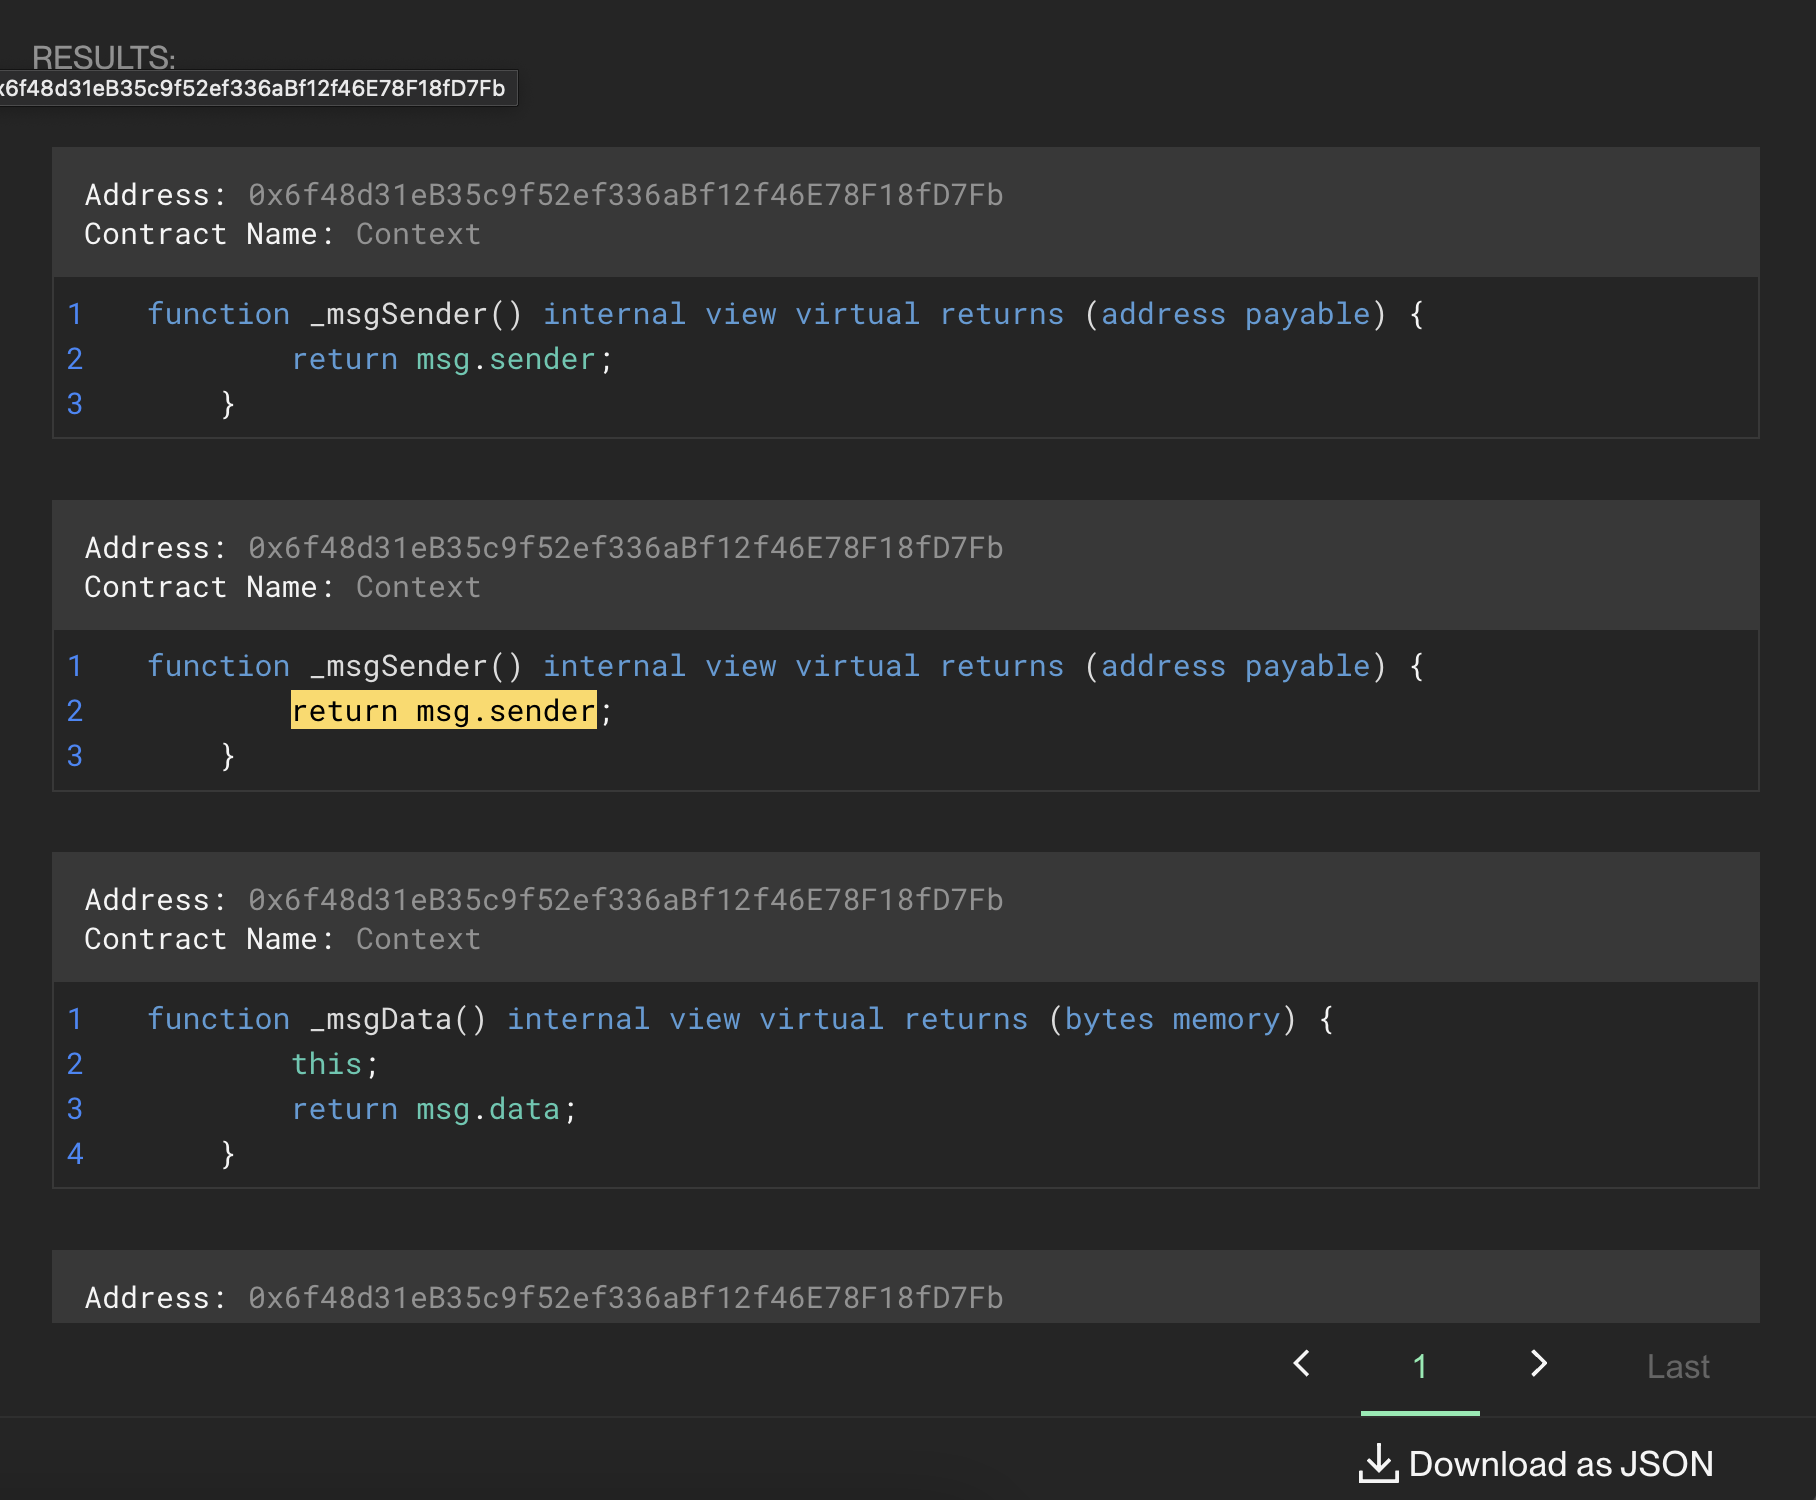 RESULTS:
x6f48d31eB35c9f52ef336aBf12f46E78F18fD7Fb
Address: 0x6f48d31eB35c9f52ef336aBf12f46E78F18fD7Fb
Contract Name: Context
1 function _msgSender() internal view virtual returns (address payable) {
2 return msg.sender;
3 }
Address: 0x6f48d31eB35c9f52ef336aBf12f46E78F18fD7Fb
Contract Name: Context
1 function _msgSender() internal view virtual returns (address payable) {
2 return msg.sender;
3 }
Address: 0x6f48d31eB35c9f52ef336aBf12f46E78F18fD7Fb
Contract Name: Context
1 function _msgData() internal view virtual returns (bytes memory) {
2 this;
3 return msg.data;
4 }
Address: 0x6f48d31eB35c9f52ef336aBf12f46E78F18fD7Fb
1 Last
Download as JSON